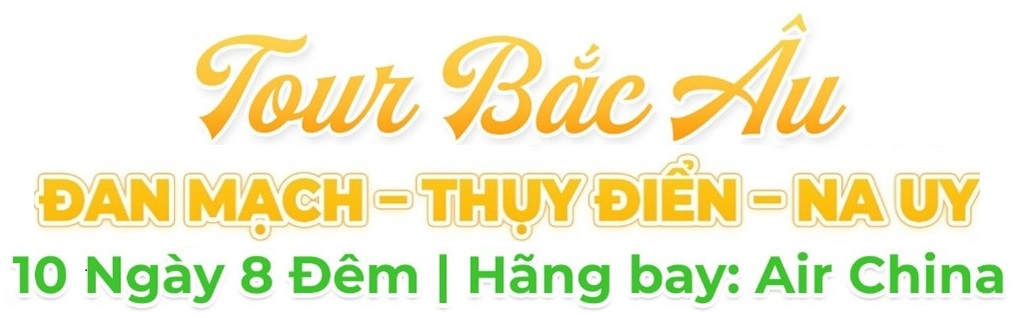 Tour Bắc Âu
ĐAN MẠCH – THỤY ĐIỂN – NA UY
10 Ngày 8 Đêm | Hãng bay: Air China